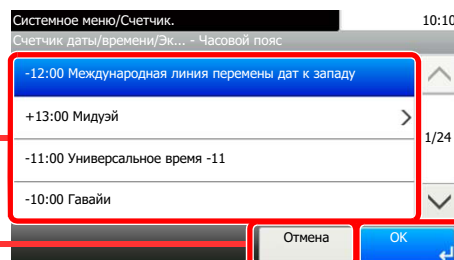 Системное меню/Счетчик. 10:10
Счетчик даты/времени/Эк... - Часовой пояс
-12:00 Международная линия перемены дат к западу
+13:00 Мидуэй
1/24
-11:00 Универсальное время -11
-10:00 Гавайи
Отмена OK